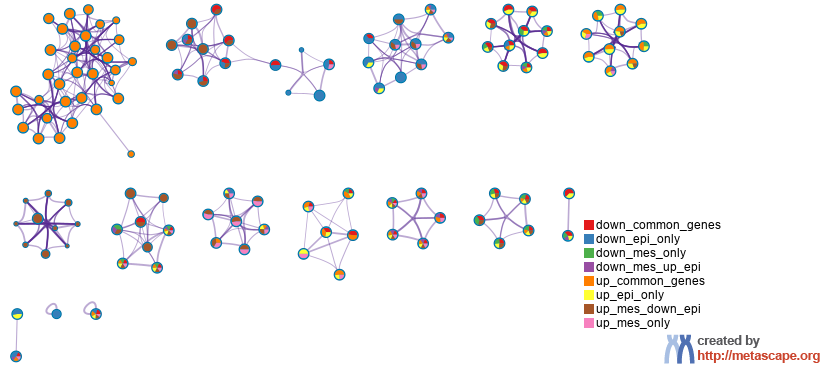 down_common_genes
down_epi_only
down_mes_only
down_mes_up_epi
up_common_genes
up_epi_only
up_mes_down_epi
up_mes_only
created by
http://metascape.org